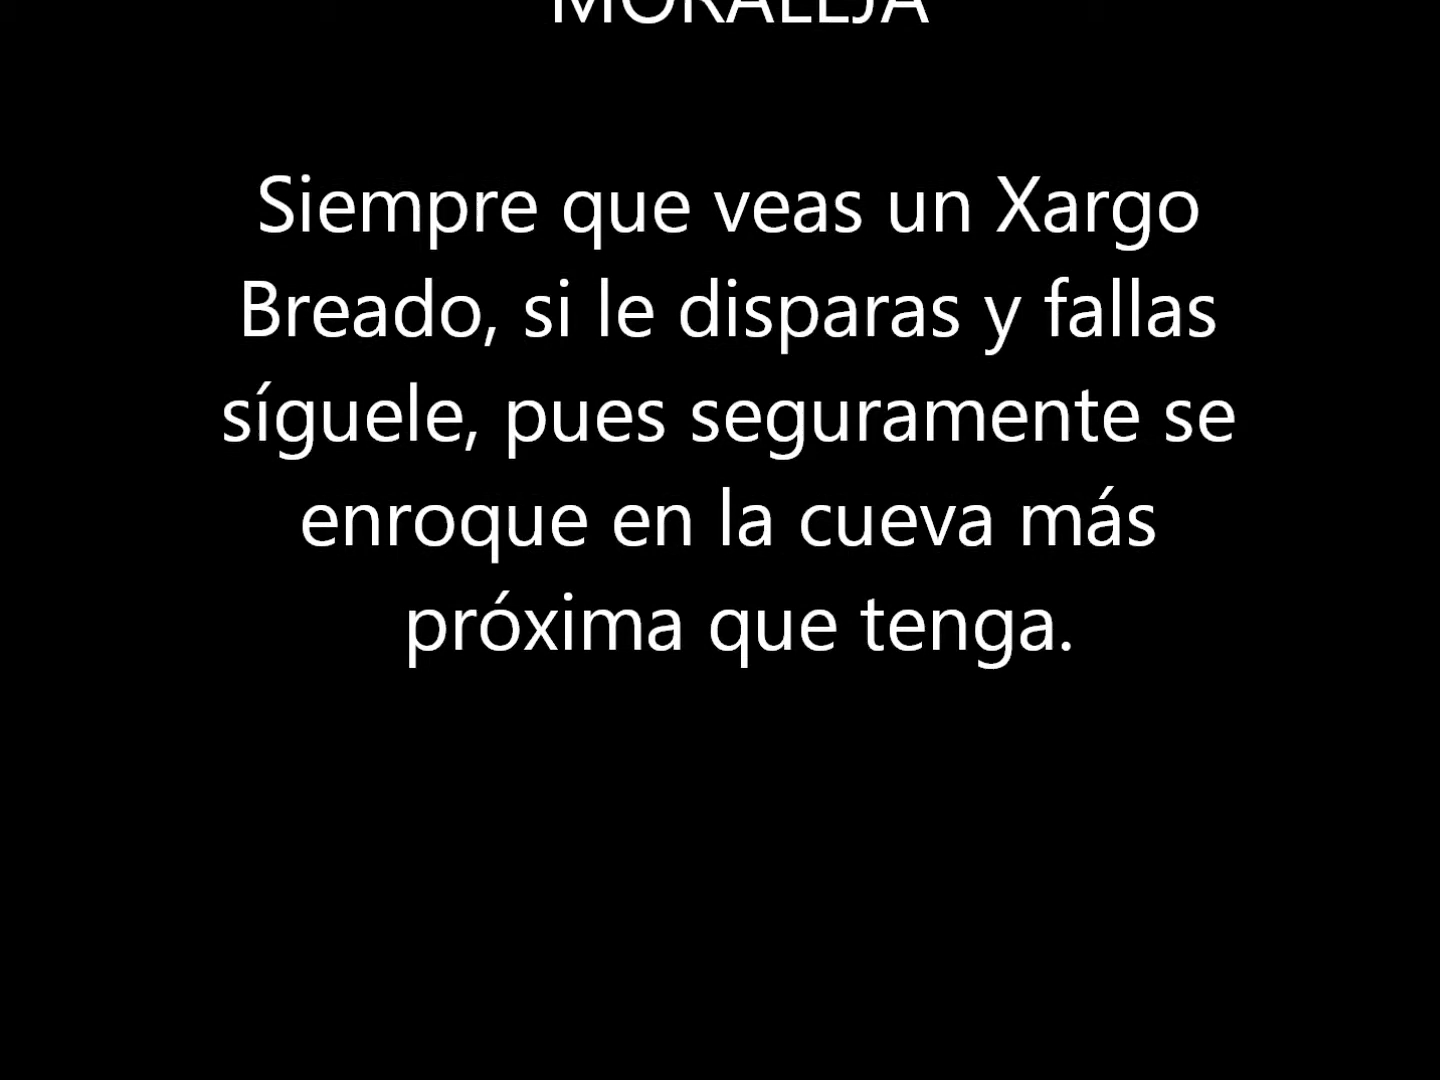 MORALEJA
Siempre que veas un Xargo
Breado, si le disparas y fallas
síguele, pues seguramente se
enroque en la cueva más
próxima que tenga.